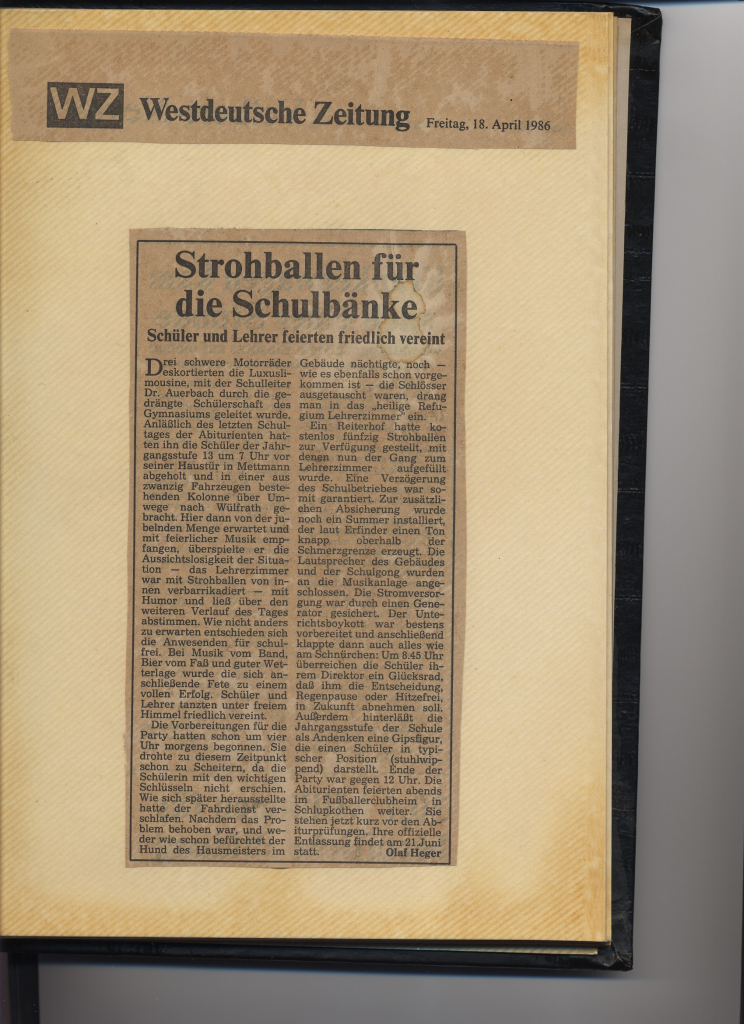 WZ Westdeutsche Zeitung Freitag, 18. April 1986
Strohballen für
die Schulbänke
Schüler und Lehrer feierten friedlich vereint
Drei schwere Motorräder
eskortierten die Luxusli-
mousine, mit der Schulleiter
Dr. Auerbach durch die ge-
drängte Schülerschaft des
Gymnasiums geleitet wurde.
Anläßlich des letzten Schul-
tages der Abiturienten hat-
ten ihn die Schüler der Jahr-
gangsstufe 13 um 7 Uhr vor
seiner Haustür in Mettmann
abgeholt und in einer aus
zwanzig Fahrzeugen beste-
henden Kolonne über Um-
wege nach Wülfrath ge-
bracht. Hier dann von der ju-
belnden Menge erwartet und
mit feierlicher Musik emp-
fangen, überspielte er die
Aussichtslosigkeit der Situa-
tion — das Lehrerzimmer
war mit Strohballen von in-
nen verbarrikadiert — mit
Humor und ließ über den
weiteren Verlauf des Tages
abstimmen. Wie nicht anders
zu erwarten entschieden sich
die Anwesenden für schul-
frei. Bei Musik vom Band,
Bier vom Faß und guter Wet-
terlage wurde die sich an-
schließende Fete zu einem
vollen Erfolg. Schüler und
Lehrer tanzten unter freiem
Himmel friedlich vereint.
Die Vorbereitungen für die
Party hatten schon um vier
Uhr morgens begonnen. Sie
drohte zu diesem Zeitpunkt
schon zu Scheitern, da die
Schülerin mit den wichtigen
Schlüsseln nicht erschien.
Wie sich später herausstellte
hatte der Fahrdienst ver-
schlafen. Nachdem das Pro-
blem behoben war, und we-
der wie schon befürchtet der
Hund des Hausmeisters im
Gebäude nächtigte, noch —
wie es ebenfalls schon vorge-
kommen ist — die Schlösser
ausgetauscht waren, drang
man in das „heilige Refu-
gium Lehrerzimmer" ein.
Ein Reiterhof hatte ko-
stenlos fünfzig Strohballen
zur Verfügung gestellt, mit
denen nun der Gang zum
Lehrerzimmer aufgefüllt
wurde. Eine Verzögerung
des Schulbetriebes war so-
mit garantiert. Zur zusätzli-
chen Absicherung wurde
noch ein Summer installiert,
der laut Erfinder einen Ton
knapp oberhalb der
Schmerzgrenze erzeugt. Die
Lautsprecher des Gebäudes
und der Schulgong wurden
an die Musikanlage ange-
schlossen. Die Stromversor-
gung war durch einen Gene-
rator gesichert. Der Unte-
richtsboykott war bestens
vorbereitet und anschließend
klappte dann auch alles wie
am Schnürchen: Um 8.45 Uhr
überreichen die Schüler ih-
rem Direktor ein Glücksrad,
daß ihm die Entscheidung,
Regenpause oder Hitzefrei,
in Zukunft abnehmen soll.
Außerdem hinterläßt die
Jahrgangsstufe der Schule
als Andenken eine Gipsfigur,
die einen Schüler in typi-
scher Position (stuhlwip-
pend) darstellt. Ende der
Party war gegen 12 Uhr. Die
Abiturienten feierten abends
im Fußballerclubheim in
Schlupkothen weiter. Sie
stehen jetzt kurz vor den Ab-
iturprüfungen. Ihre offizielle
Entlassung findet am 21. Juni
statt. Olaf Heger